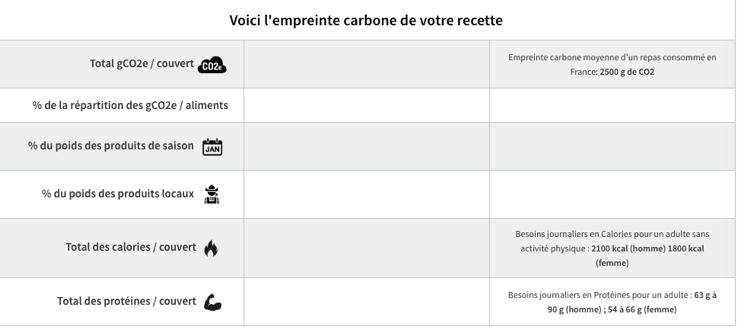 Voici l'empreinte carbone de votre recette
Total gCO2e / couvert
CO2e
Empreinte carbone moyenne d'un repas consommé en
France: 2500 g de CO2
% de la répartition des gCO2e / aliments
% du poids des produits de saison
JAN
% du poids des produits locaux
Total des calories / couvert
Besoins journaliers en Calories pour un adulte sans
activité physique : 2100 kcal (homme) 1800 kcal
(femme)
Total des protéines / couvert
Besoins journaliers en Protéines pour un adulte : 63 g à
90 g (homme) ; 54 à 66 g (femme)